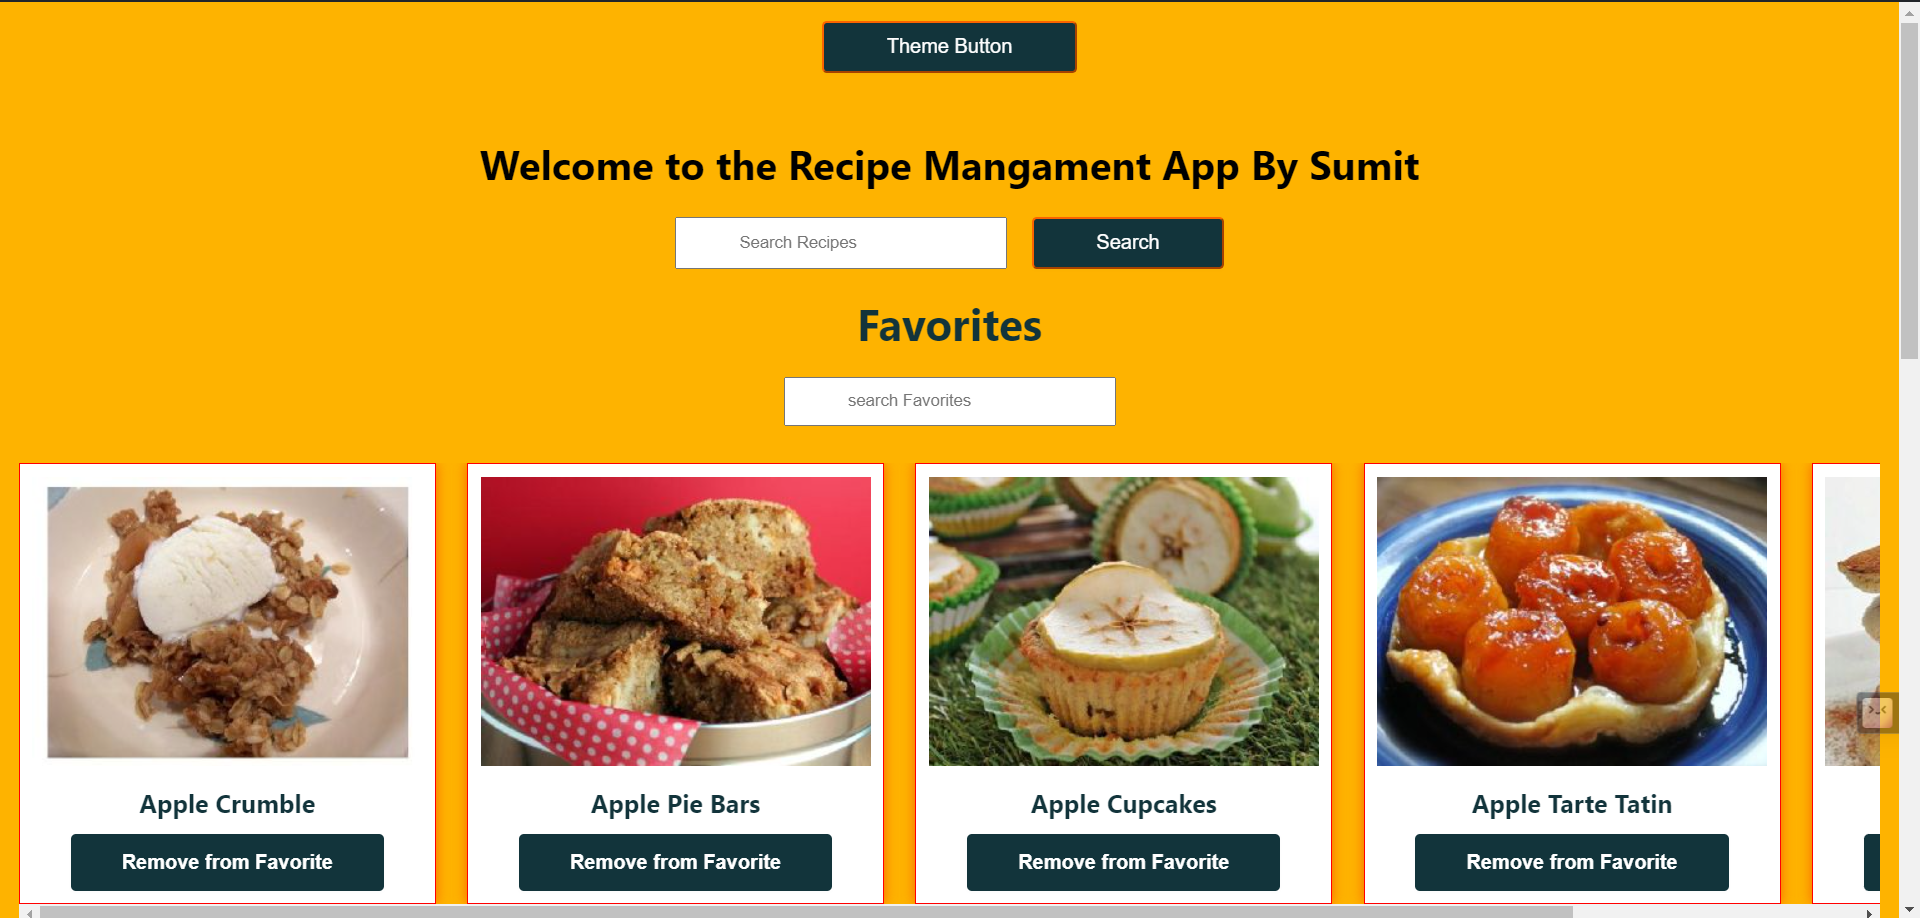 Theme Button
Welcome to the Recipe Mangament App By Sumit
Search Recipes
Search
Favorites
search Favorites
Apple Crumble
Apple Pie Bars
Apple Cupcakes
Apple Tarte Tatin
Remove from Favorite
Remove from Favorite
Remove from Favorite
Remove from Favorite